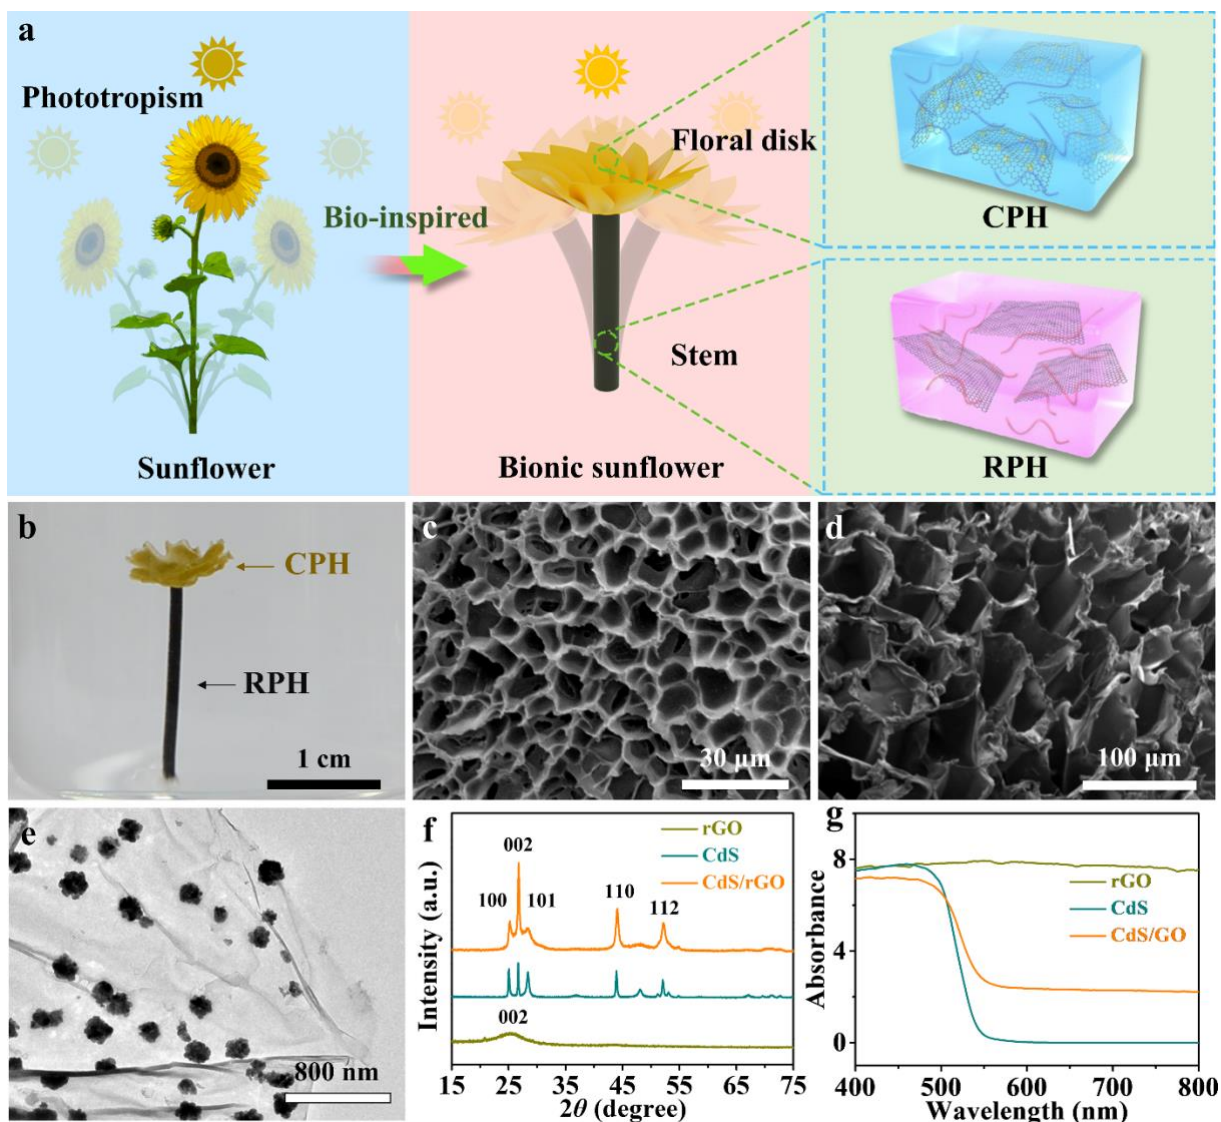 a
Phototropism
Bio-inspired
Floral disk
Stem
CPH
RPH
Sunflower
Bionic sunflower
b
CPH
RPH
1 cm
c
30 μm
d
100 μm
e
800 nm
f
rGO
CdS
CdS/rGO
002
100
101
110
112
002
Intensity (a.u.)
15 25 35 45 55 65 75
2θ (degree)
g
8
4
0
rGO
CdS
CdS/GO
Absorbance
400 500 600 700 800
Wavelength (nm)